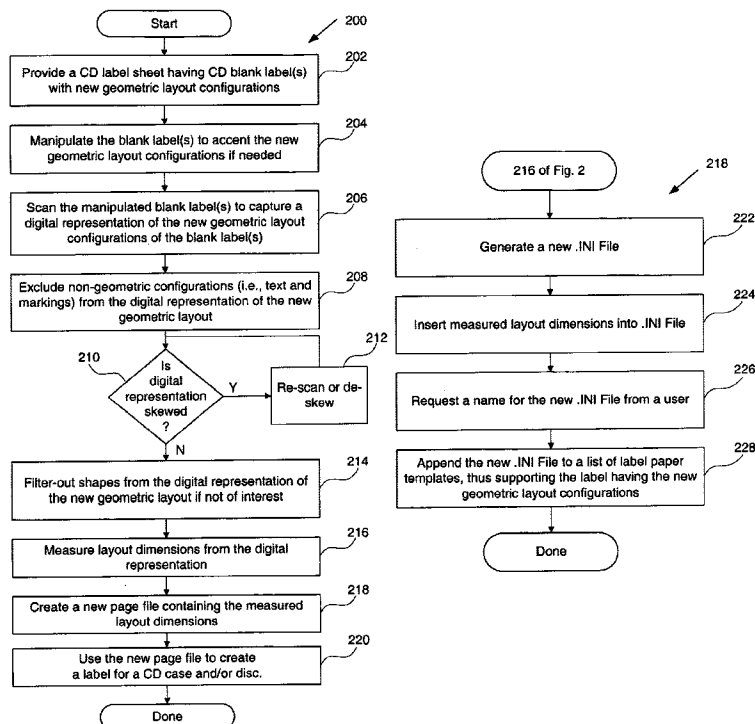 Start
200
202
Provide a CD label sheet having CD blank label(s)
with new geometric layout configurations
204
Manipulate the blank label(s) to accent the new
geometric layout configurations if needed
206
Scan the manipulated blank label(s) to capture a
digital representation of the new geometric layout
configurations of the blank label(s)
208
Exclude non-geometric configurations (i.e., text and
markings) from the digital representation of the new
geometric layout
210
Is
digital
representation
skewed
?
Y
212
Re-scan or de-
skew
N
214
Filter-out shapes from the digital representation of
the new geometric layout if not of interest
216
Measure layout dimensions from the digital
representation
218
Create a new page file containing the measured
layout dimensions
220
Use the new page file to create
a label for a CD case and/or disc.
Done
216 of Fig. 2
218
222
Generate a new .INI File
224
Insert measured layout dimensions into .INI File
226
Request a name for the new .INI File from a user
228
Append the new .INI File to a list of label paper
templates, thus supporting the label having the new
geometric layout configurations
Done